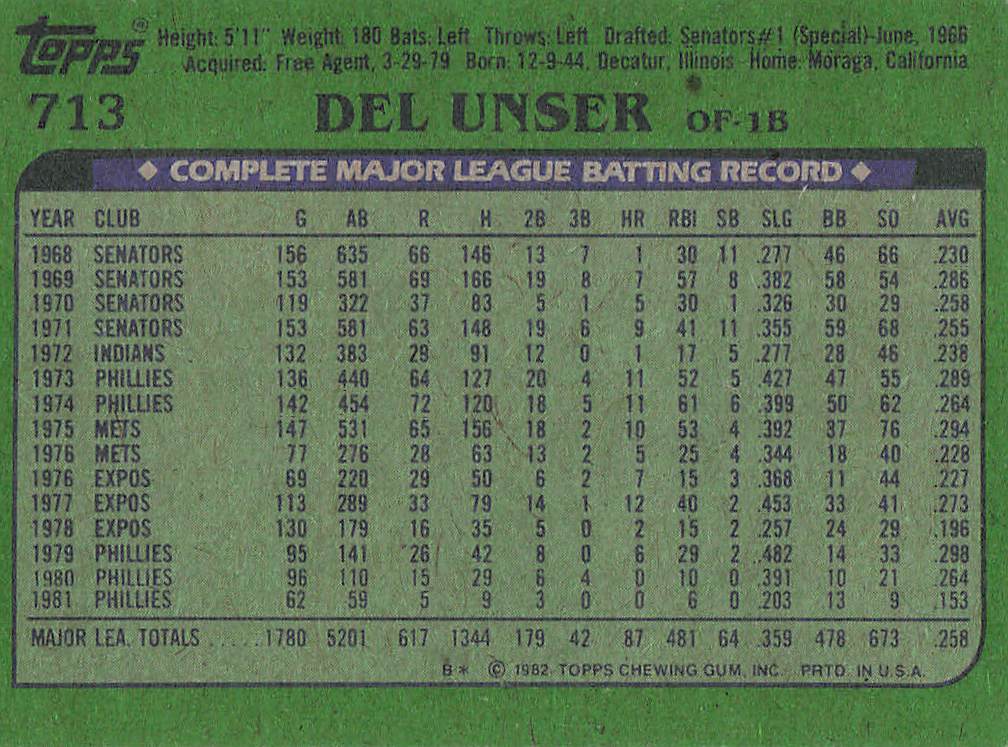 Topps® Height: 5'11" Weight: 180 Bats: Left Throws: Left Drafted: Senators#1 (Special)-June, 1966
Acquired: Free Agent, 3-29-79 Born: 12-9-44, Decatur, Illinois Home: Moraga, California
713 DEL UNSER OF-1B
◆ COMPLETE MAJOR LEAGUE BATTING RECORD ◆
YEAR CLUB G AB R H 2B 3B HR RBI SB SLG BB SO AVG
1968 SENATORS 156 635 66 146 13 7 1 30 11 .277 46 66 .230
1969 SENATORS 153 581 69 166 19 8 7 57 8 .382 58 54 .286
1970 SENATORS 119 322 37 83 5 1 5 30 1 .326 30 29 .258
1971 SENATORS 153 581 63 148 19 6 9 41 11 .355 59 68 .255
1972 INDIANS 132 383 29 91 12 0 1 17 5 .277 28 46 .238
1973 PHILLIES 136 440 64 127 20 4 11 52 5 .427 47 55 .289
1974 PHILLIES 142 454 72 120 18 5 11 61 6 .399 50 62 .264
1975 METS 147 531 65 156 18 2 10 53 4 .392 37 76 .294
1976 METS 77 276 28 63 13 2 5 25 4 .344 18 40 .228
1976 EXPOS 69 220 29 50 6 2 7 15 3 .368 11 44 .227
1977 EXPOS 113 289 33 79 14 1 12 40 2 .453 33 41 .273
1978 EXPOS 130 179 16 35 5 0 2 15 2 .257 24 29 .196
1979 PHILLIES 95 141 26 42 8 0 6 29 2 .482 14 33 .298
1980 PHILLIES 96 110 15 29 6 4 0 10 0 .391 10 21 .264
1981 PHILLIES 62 59 5 9 3 0 0 6 0 .203 13 9 .153
MAJOR LEA. TOTALS ..... 1780 5201 617 1344 179 42 87 481 64 .359 478 673 .258
B* © 1982 TOPPS CHEWING GUM, INC. PRTD. IN U.S.A.